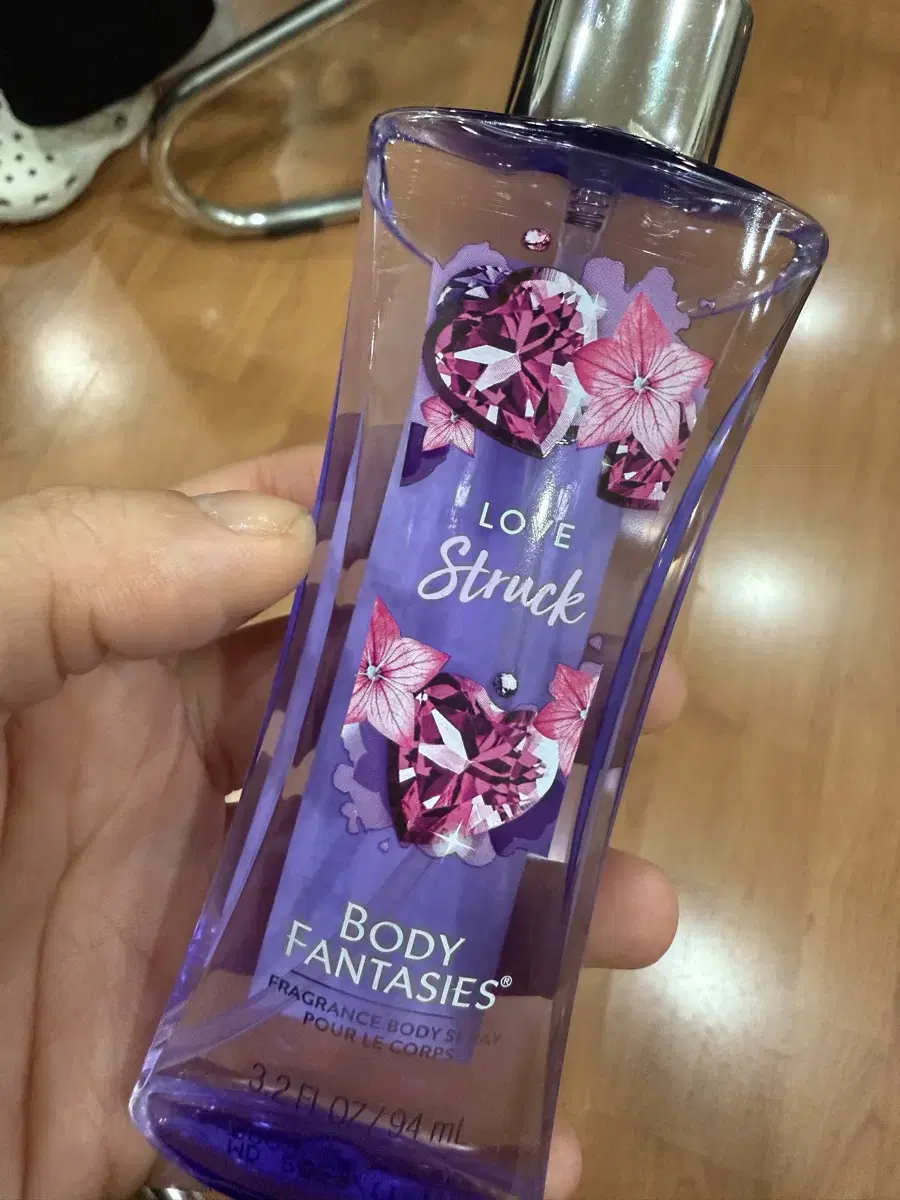 LOVE
Struck
BODY
FANTASIES®
FRAGRANCE BODY SPRAY
POUR LE CORPS
3.2 FL OZ / 94 ml